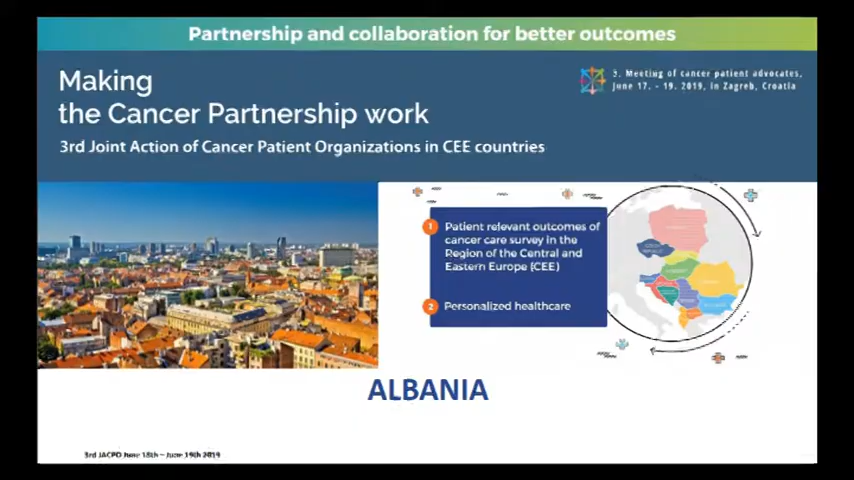 Partnership and collaboration for better outcomes
Making
the Cancer Partnership work
3. Meeting of cancer patient advocates,
June 17. - 19. 2019, in Zagreb, Croatia
3rd Joint Action of Cancer Patient Organizations in CEE countries
1 Patient relevant outcomes of
cancer care survey in the
Region of the Central and
Eastern Europe (CEE)
2 Personalized healthcare
ALBANIA
3rd JACPO June 18th – June 19th 2019